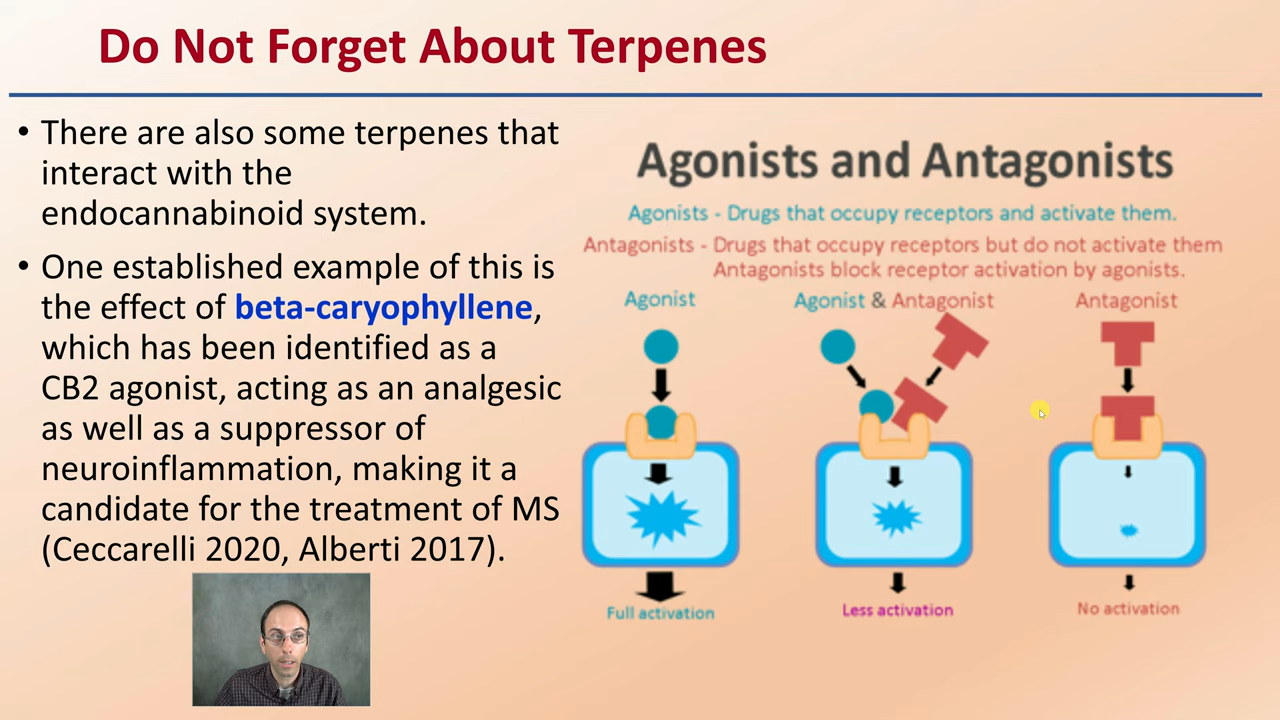 Do Not Forget About Terpenes
• There are also some terpenes that
interact with the
endocannabinoid system.
• One established example of this is
the effect of beta-caryophyllene,
which has been identified as a
CB2 agonist, acting as an analgesic
as well as a suppressor of
neuroinflammation, making it a
candidate for the treatment of MS
(Ceccarelli 2020, Alberti 2017).
Agonists and Antagonists
Agonists - Drugs that occupy receptors and activate them.
Antagonists - Drugs that occupy receptors but do not activate them
Antagonists block receptor activation by agonists.
Agonist
Agonist & Antagonist
Antagonist
Full activation
Less activation
No activation